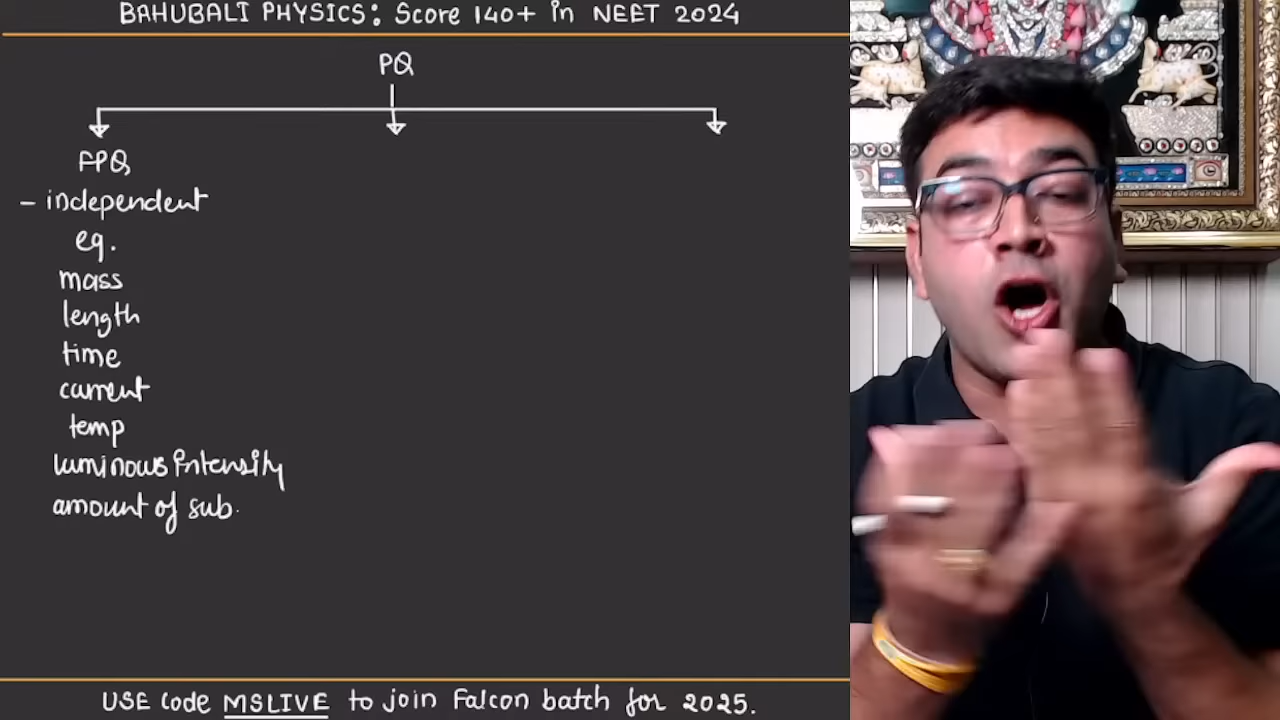 BAHUBALI PHYSICS: Score 140+ in NEET 2024
PQ
FPQ
- independent
eg.
mass
length
time
current
temp
luminous intensity
amount of sub.
USE Code MSLIVE to join Falcon batch for 2025.